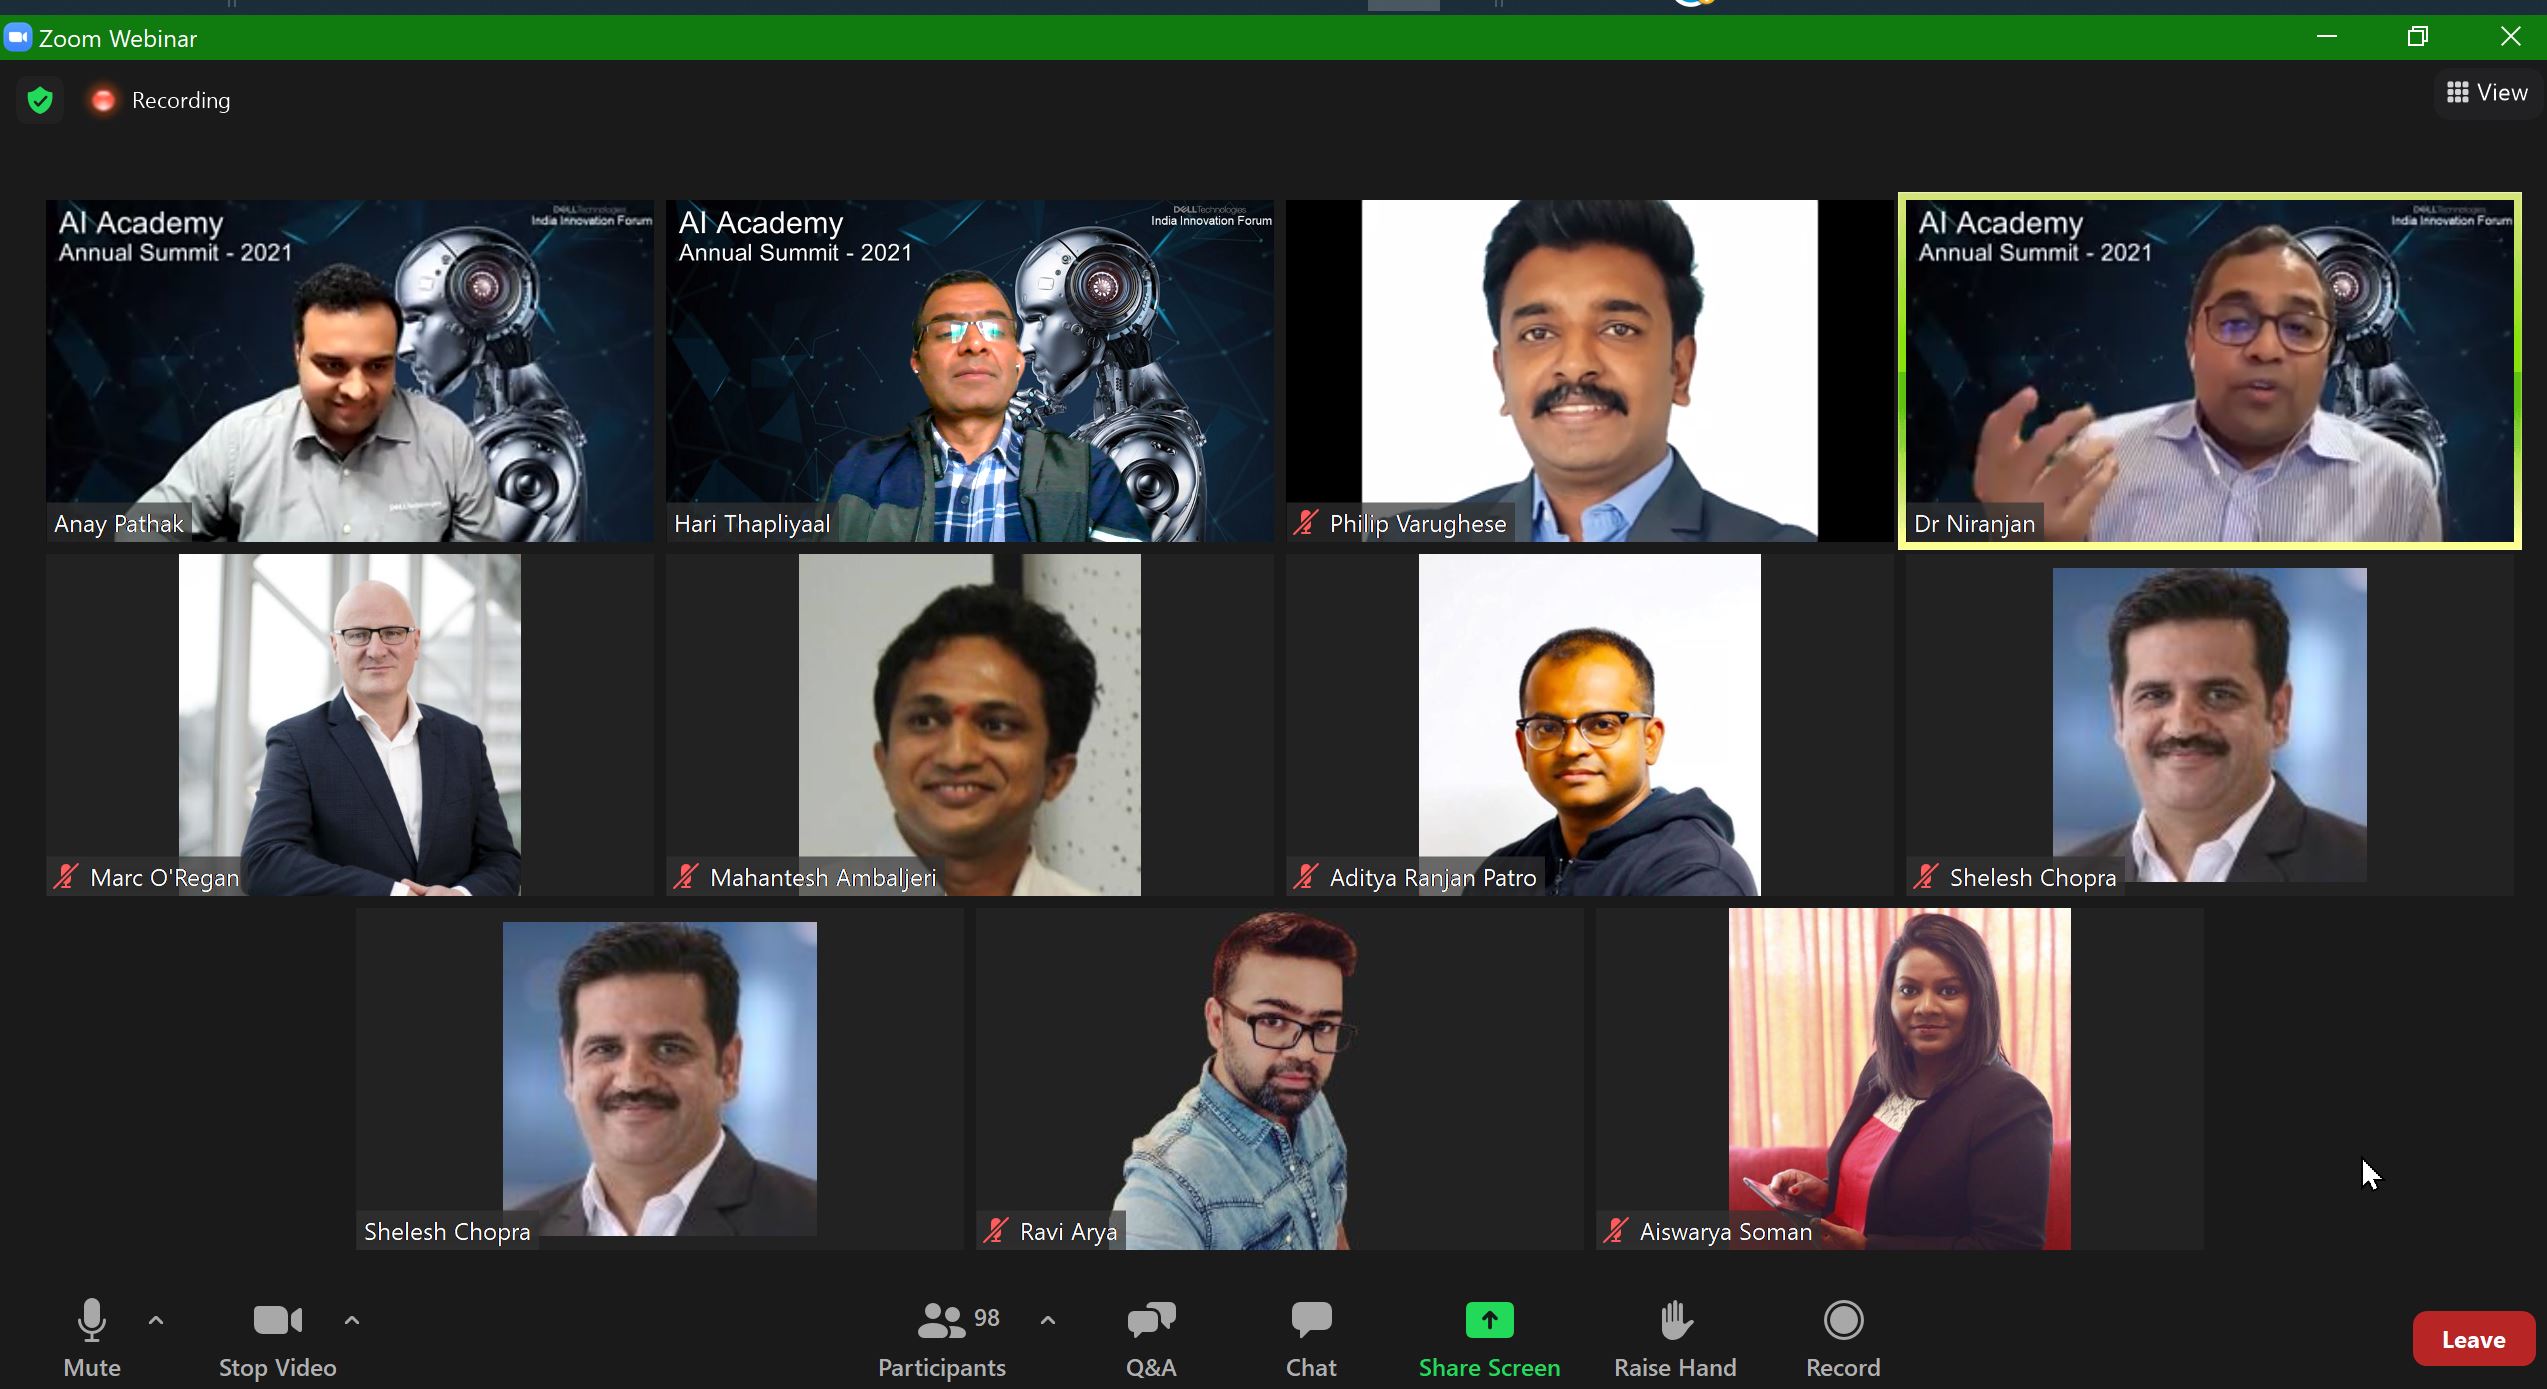 Zoom Webinar
Recording
View
AI Academy
Annual Summit - 2021
DELL Technologies
India Innovation Forum
DELL Technologies
Anay Pathak
AI Academy
Annual Summit - 2021
DELL Technologies
India Innovation Forum
Hari Thapliyaal
Philip Varughese
AI Academy
Annual Summit - 2021
DELL Technologies
India Innovation Forum
Dr Niranjan
Marc O'Regan
Mahantesh Ambaljeri
Aditya Ranjan Patro
Shelesh Chopra
Shelesh Chopra
Ravi Arya
Aiswarya Soman
Mute
Stop Video
98
Participants
Q&A
Chat
Share Screen
Raise Hand
Record
Leave